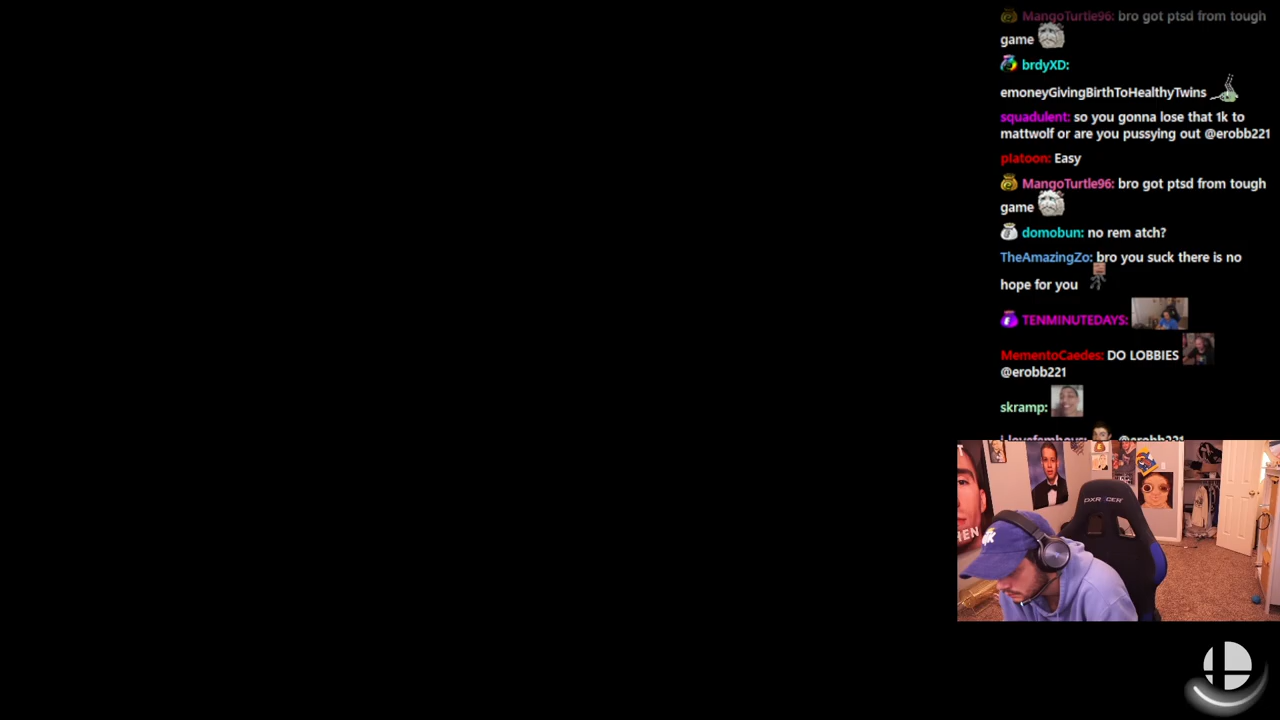 MangoTurtle96: bro got ptsd from tough
game
brdyXD:
emoneyGivingBirthToHealthyTwins
squadulent: so you gonna lose that 1k to
mattwolf or are you pussying out @erobb221
platoon: Easy
MangoTurtle96: bro got ptsd from tough
game
domobun: no rem atch?
TheAmazingZo: bro you suck there is no
hope for you
TENMINUTEDAYS:
MementoCaedes: DO LOBBIES
@erobb221
skramp:
@erobb221
DXRACER